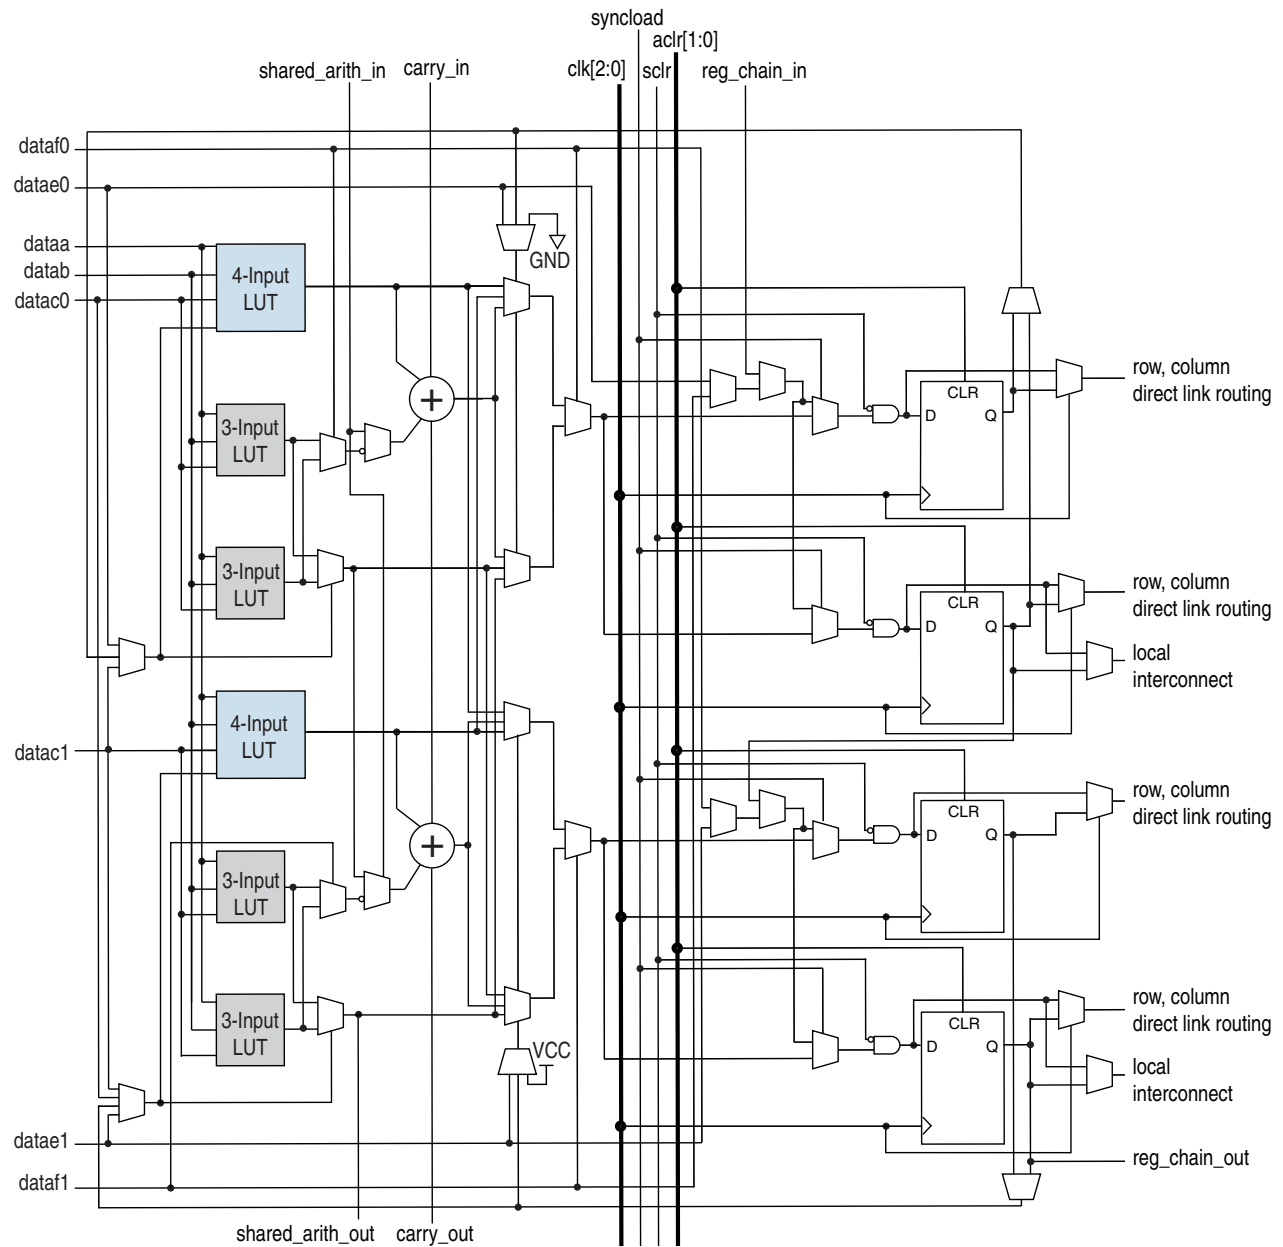 syncload
aclr[1:0]
shared_arith_in
carry_in
clk[2:0]
sclr
reg_chain_in
dataf0
datae0
dataa
datab
datac0
4-Input
LUT
GND
3-Input
LUT
+
CLR
D
Q
row, column
direct link routing
3-Input
LUT
CLR
D
Q
row, column
direct link routing
local
interconnect
datac1
4-Input
LUT
3-Input
LUT
+
CLR
D
Q
row, column
direct link routing
3-Input
LUT
VCC
CLR
D
Q
row, column
direct link routing
local
interconnect
datae1
dataf1
reg_chain_out
shared_arith_out
carry_out